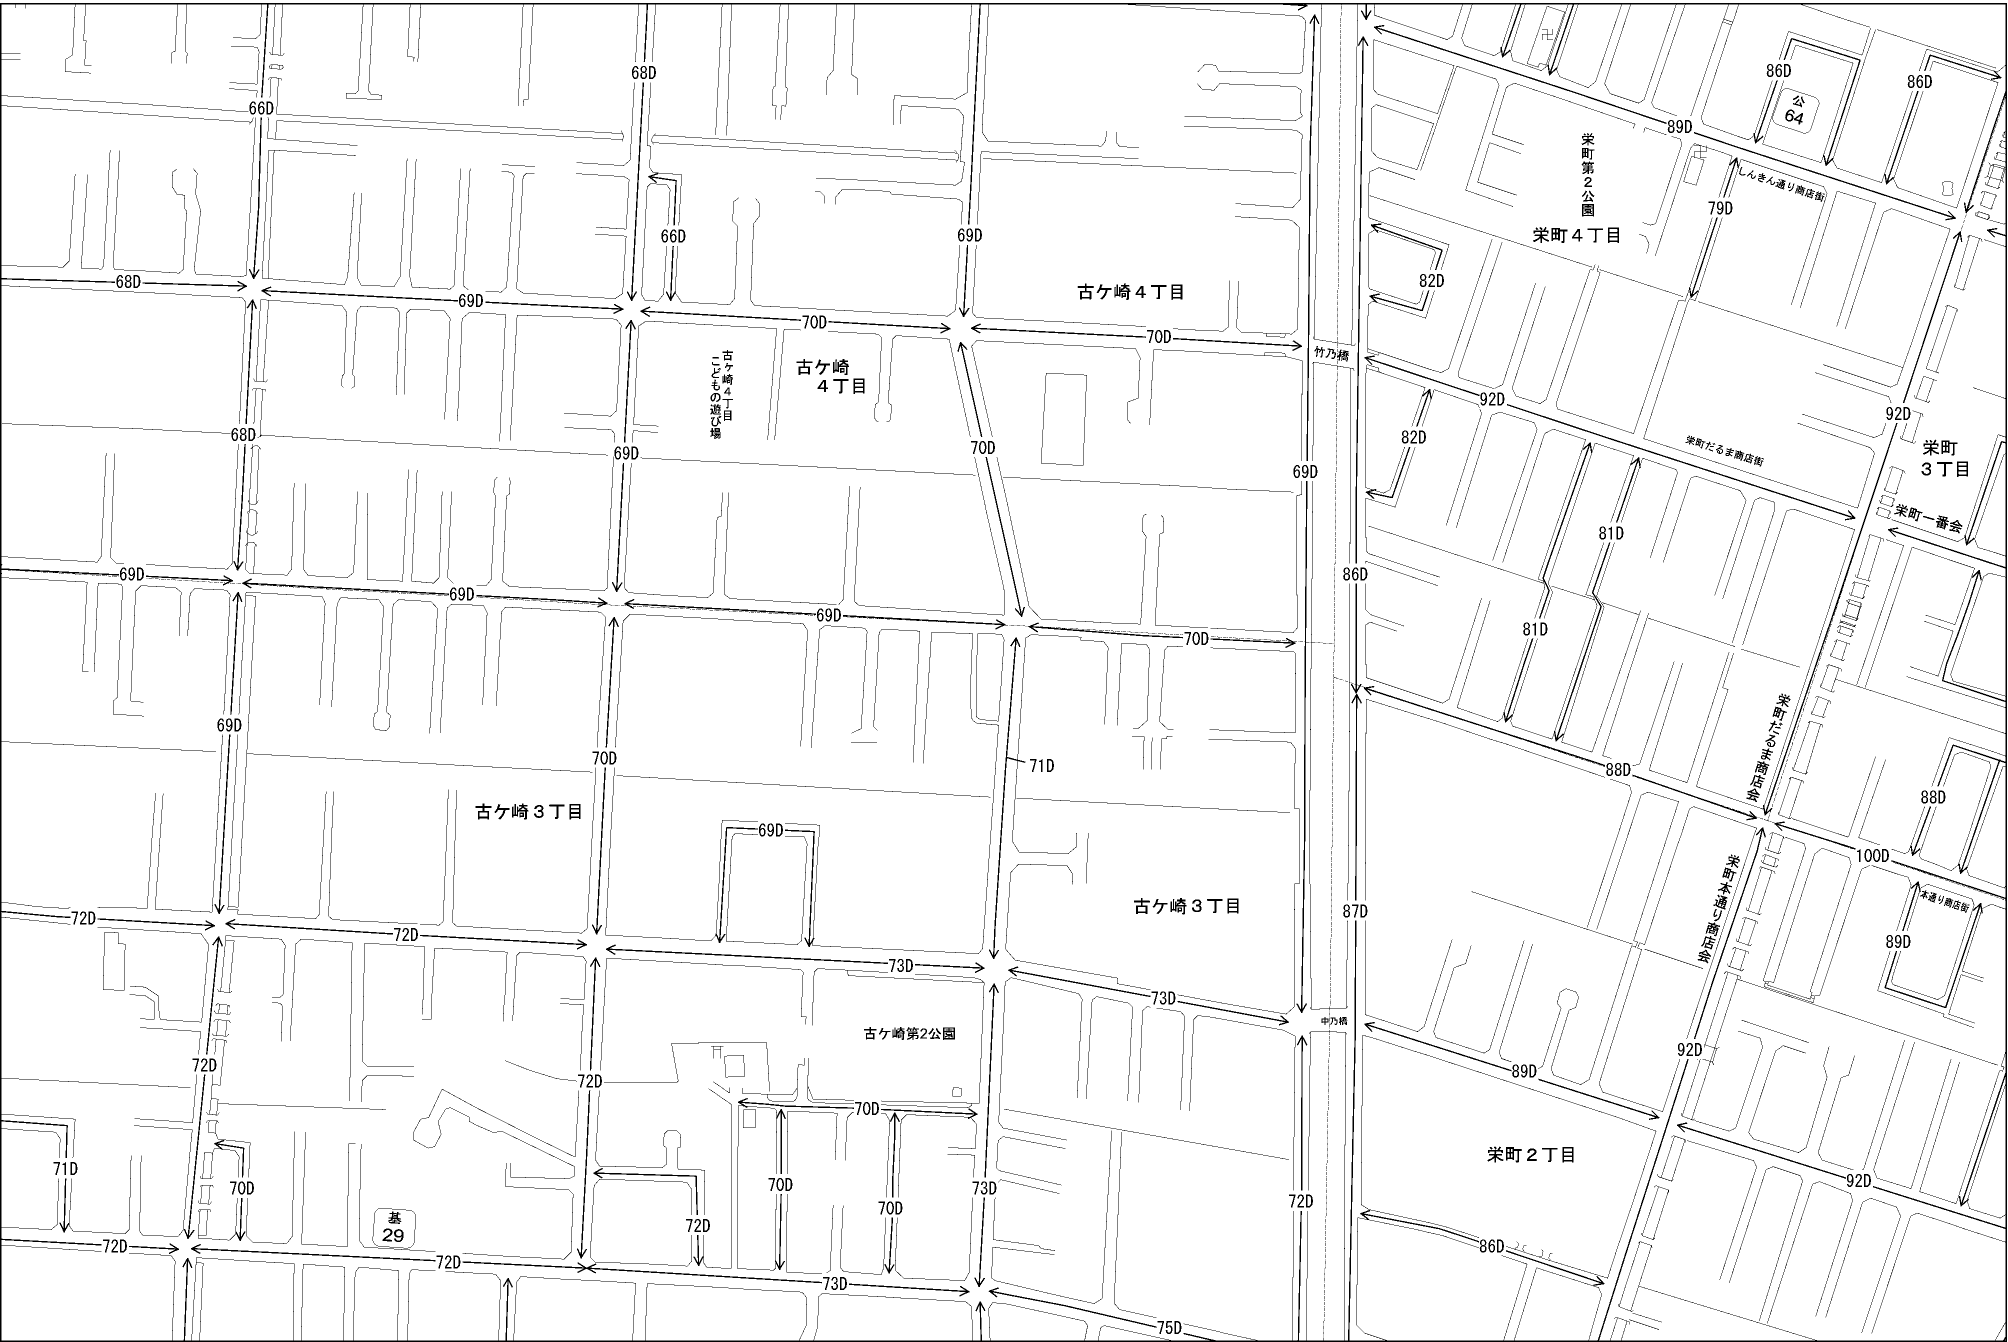 68D
86D
86D
公
64
66D
89D
栄町第２公園
しんきん通り商店街
79D
66D
69D
栄町４丁目
68D
82D
69D
古ケ崎４丁目
70D
70D
竹乃橋
古ケ崎４丁目
こどもの遊び場
古ケ崎
４丁目
92D
92D
68D
69D
70D
82D
栄町だるま商店街
栄町
３丁目
69D
栄町一番会
81D
69D
69D
86D
69D
81D
70D
69D
70D
71D
88D
栄町だるま商店会
88D
古ケ崎３丁目
69D
100D
栄町本通り商店会
本通り商店街
古ケ崎３丁目
87D
72D
72D
89D
73D
73D
中乃橋
古ケ崎第2公園
72D
72D
92D
89D
70D
71D
栄町２丁目
70D
70D
70D
73D
72D
92D
基
29
72D
72D
72D
86D
73D
75D